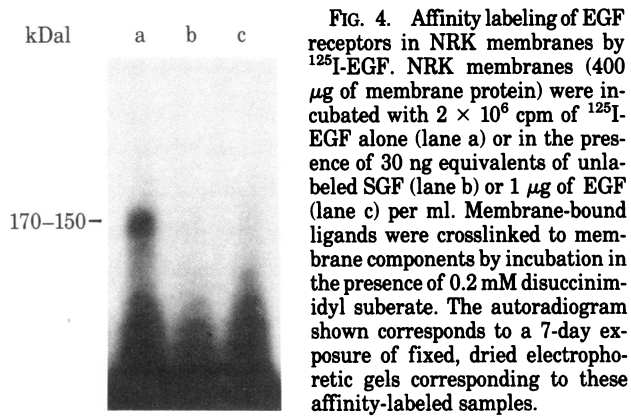 kDal a b c
170–150–
FIG. 4. Affinity labeling of EGF
receptors in NRK membranes by
¹²⁵I-EGF. NRK membranes (400
μg of membrane protein) were in-
cubated with 2 × 10⁶ cpm of ¹²⁵I-
EGF alone (lane a) or in the pres-
ence of 30 ng equivalents of unla-
beled SGF (lane b) or 1 μg of EGF
(lane c) per ml. Membrane-bound
ligands were crosslinked to mem-
brane components by incubation in
the presence of 0.2 mM disuccinim-
idyl suberate. The autoradiogram
shown corresponds to a 7-day ex-
posure of fixed, dried electropho-
retic gels corresponding to these
affinity-labeled samples.